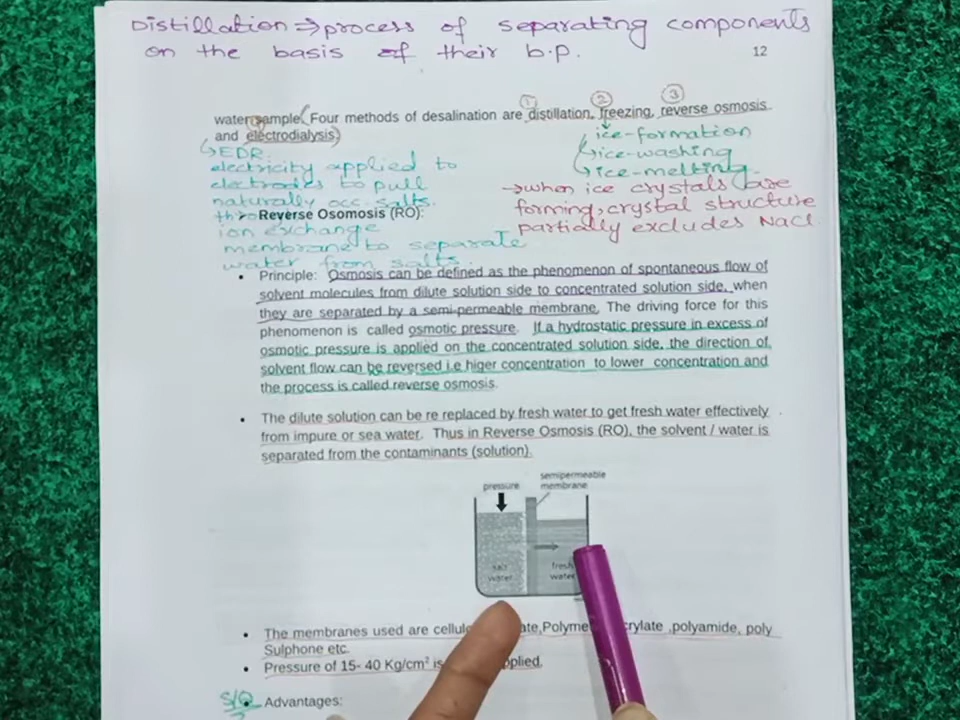 Distillation ⇒ process of separating components
on the basis of their b.p.
12
water sample. Four methods of desalination are distillation, freezing, reverse osmosis
and electrodialysis)
1
2
3
ice-formation
ice-washing
ice-melting
→ when ice crystals are
forming, crystal structure
partially excludes NaCl
↳ EDR
electricity applied to
electrodes to pull
naturally occ. salts
thro
ion exchange
membrane to separate
water from salts.
Reverse Osomosis (RO):
• Principle: Osmosis can be defined as the phenomenon of spontaneous flow of
solvent molecules from dilute solution side to concentrated solution side, when
they are separated by a semi-permeable membrane. The driving force for this
phenomenon is called osmotic pressure. If a hydrostatic pressure in excess of
osmotic pressure is applied on the concentrated solution side, the direction of
solvent flow can be reversed i.e higer concentration to lower concentration and
the process is called reverse osmosis.
• The dilute solution can be re replaced by fresh water to get fresh water effectively
from impure or sea water. Thus in Reverse Osmosis (RO), the solvent / water is
separated from the contaminants (solution).
pressure
semipermeable
membrane
salt
water
fresh
water
• The membranes used are polyamide, poly
Sulphone etc.
• Pressure of 15- 40 Kg/cm² is
Advantages: